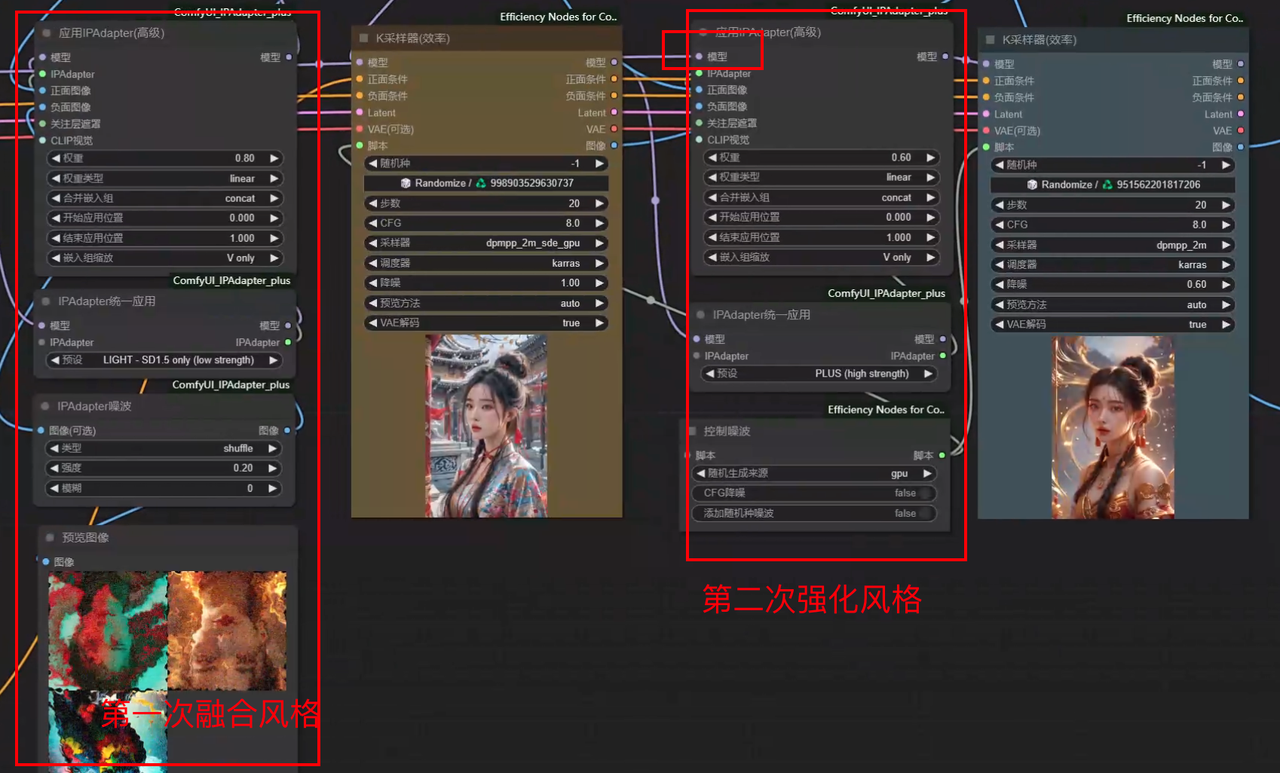 ComfyUI_IPAdapter_plus
应用IPAdapter(高级)
模型 模型
IPAdapter
正面图像
负面图像
关注层遮罩
CLIP视觉
权重 0.80
权重类型 linear
合并嵌入组 concat
开始应用位置 0.000
结束应用位置 1.000
嵌入组缩放 V only
ComfyUI_IPAdapter_plus
IPAdapter统一应用
模型 模型
IPAdapter IPAdapter
预设 LIGHT - SD1.5 only (low strength)
ComfyUI_IPAdapter_plus
IPAdapter噪波
图像(可选) 图像
类型 shuffle
强度 0.20
模糊 0
预览图像
图像
第一次融合风格
Efficiency Nodes for Co..
K采样器(效率)
模型 模型
正面条件 正面条件
负面条件 负面条件
Latent Latent
VAE(可选) VAE
脚本 图像
随机种 -1
Randomize / 998903529630737
步数 20
CFG 8.0
采样器 dpmpp_2m_sde_gpu
调度器 karras
降噪 1.00
预览方法 auto
VAE解码 true
ComfyUI_IPAdapter_plus
应用IPAdapter(高级)
模型 模型
IPAdapter
正面图像
负面图像
关注层遮罩
CLIP视觉
权重 0.60
权重类型 linear
合并嵌入组 concat
开始应用位置 0.000
结束应用位置 1.000
嵌入组缩放 V only
ComfyUI_IPAdapter_plus
IPAdapter统一应用
模型 模型
IPAdapter IPAdapter
预设 PLUS (high strength)
Efficiency Nodes for Co..
控制噪波
脚本 脚本
随机生成来源 gpu
CFG降噪 false
添加随机种噪波 false
第二次强化风格
Efficiency Nodes for Co..
K采样器(效率)
模型 模型
正面条件 正面条件
负面条件 负面条件
Latent Latent
VAE(可选) VAE
脚本 图像
随机种 -1
Randomize / 951562201817206
步数 20
CFG 8.0
采样器 dpmpp_2m
调度器 karras
降噪 0.60
预览方法 auto
VAE解码 true